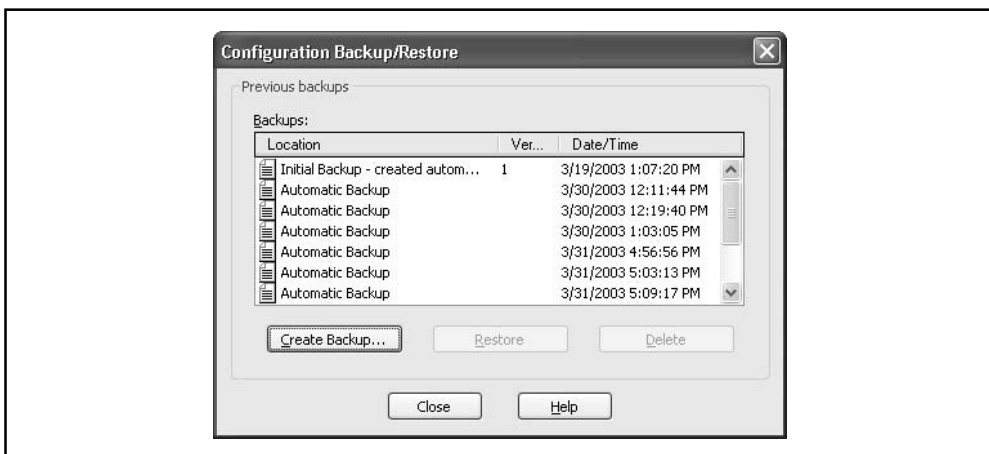 Configuration Backup/Restore
Previous backups
Backups:
Location Ver... Date/Time
Initial Backup - created autom... 1 3/19/2003 1:07:20 PM
Automatic Backup 3/30/2003 12:11:44 PM
Automatic Backup 3/30/2003 12:19:40 PM
Automatic Backup 3/30/2003 1:03:05 PM
Automatic Backup 3/31/2003 4:56:56 PM
Automatic Backup 3/31/2003 5:03:13 PM
Automatic Backup 3/31/2003 5:09:17 PM
Create Backup... Restore Delete
Close Help